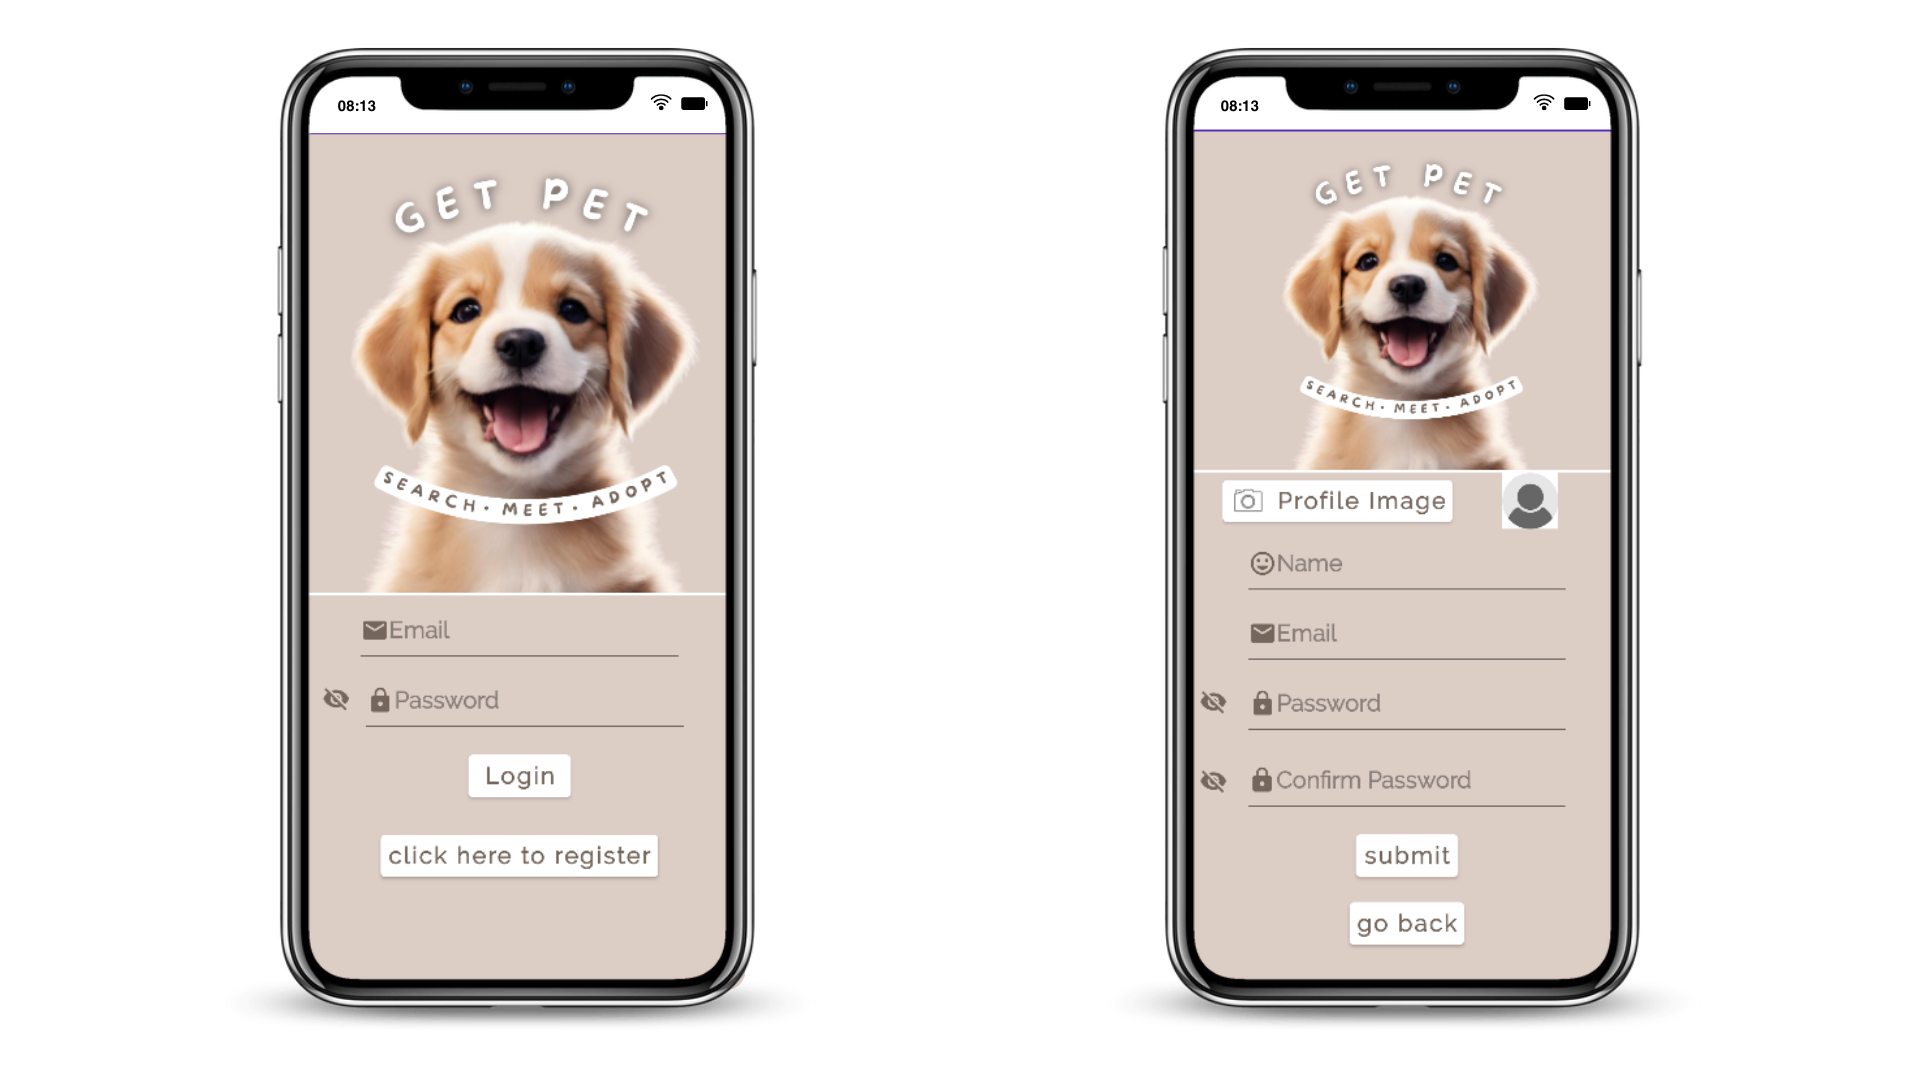 08:13
GET PET
SEARCH · MEET · ADOPT
Email
Password
Login
click here to register
08:13
GET PET
SEARCH · MEET · ADOPT
Profile Image
Name
Email
Password
Confirm Password
submit
go back